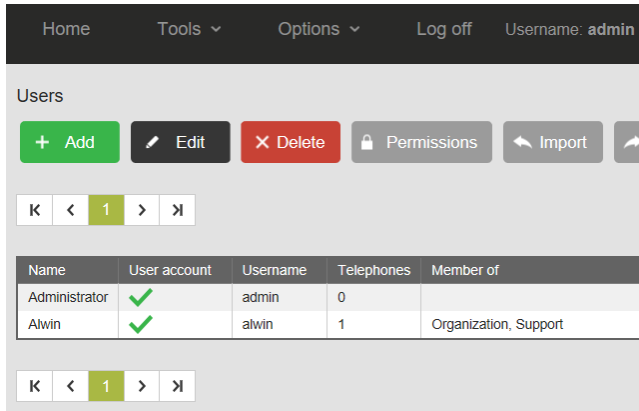 Home Tools Options Log off Username: admin
Users
Add Edit Delete Permissions Import
1
Name User account Username Telephones Member of
Administrator admin 0
Alwin alwin 1 Organization, Support
1